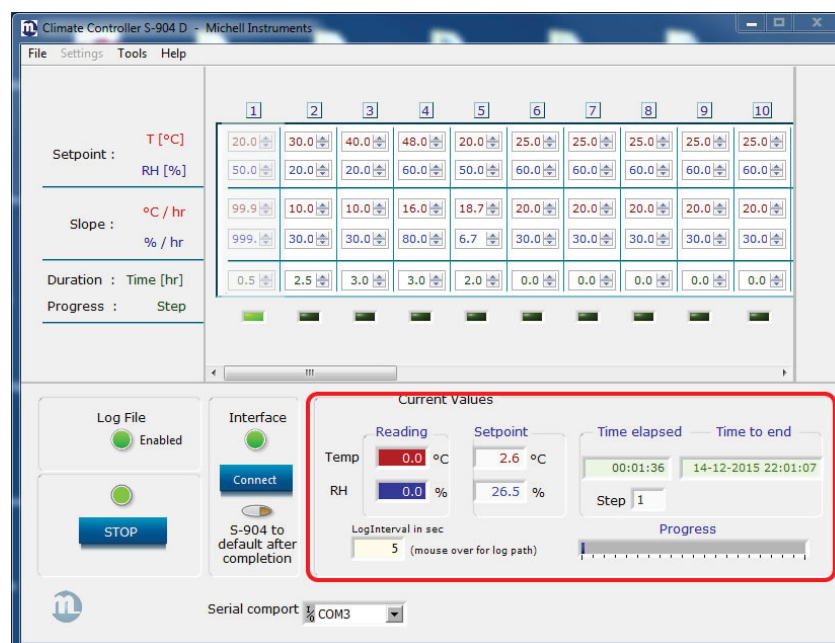 Climate Controller S-904 D - Michell Instruments
File Settings Tools Help
1 2 3 4 5 6 7 8 9 10
Setpoint : T [°C] 20.0 30.0 40.0 48.0 20.0 25.0 25.0 25.0 25.0 25.0
RH [%] 50.0 20.0 20.0 60.0 50.0 60.0 60.0 60.0 60.0 60.0
Slope : °C / hr 99.9 10.0 10.0 16.0 18.7 20.0 20.0 20.0 20.0 20.0
% / hr 999. 30.0 30.0 80.0 6.7 30.0 30.0 30.0 30.0 30.0
Duration : Time [hr] 0.5 2.5 3.0 3.0 2.0 0.0 0.0 0.0 0.0 0.0
Progress : Step
Log File
Enabled
STOP
Interface
Connect
S-904 to
default after
completion
Current Values
Reading Setpoint
Temp 0.0 °C 2.6 °C
RH 0.0 % 26.5 %
LogInterval in sec
5 (mouse over for log path)
Time elapsed Time to end
00:01:36 14-12-2015 22:01:07
Step 1
Progress
Serial comport COM3